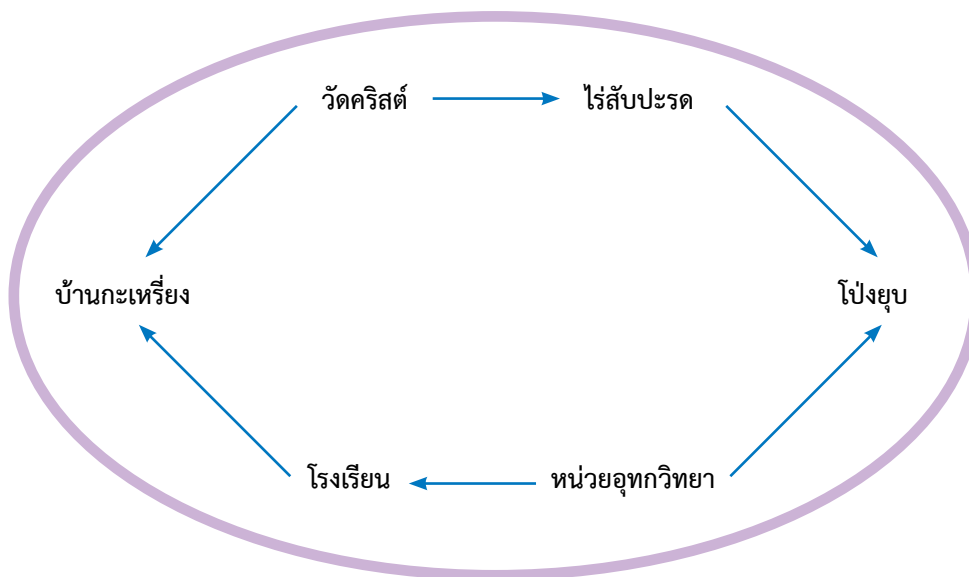 วัดคริสต์
ไร่สับปะรด
บ้านกะเหรี่ยง
โป่งยุบ
โรงเรียน
หน่วยอุทกวิทยา